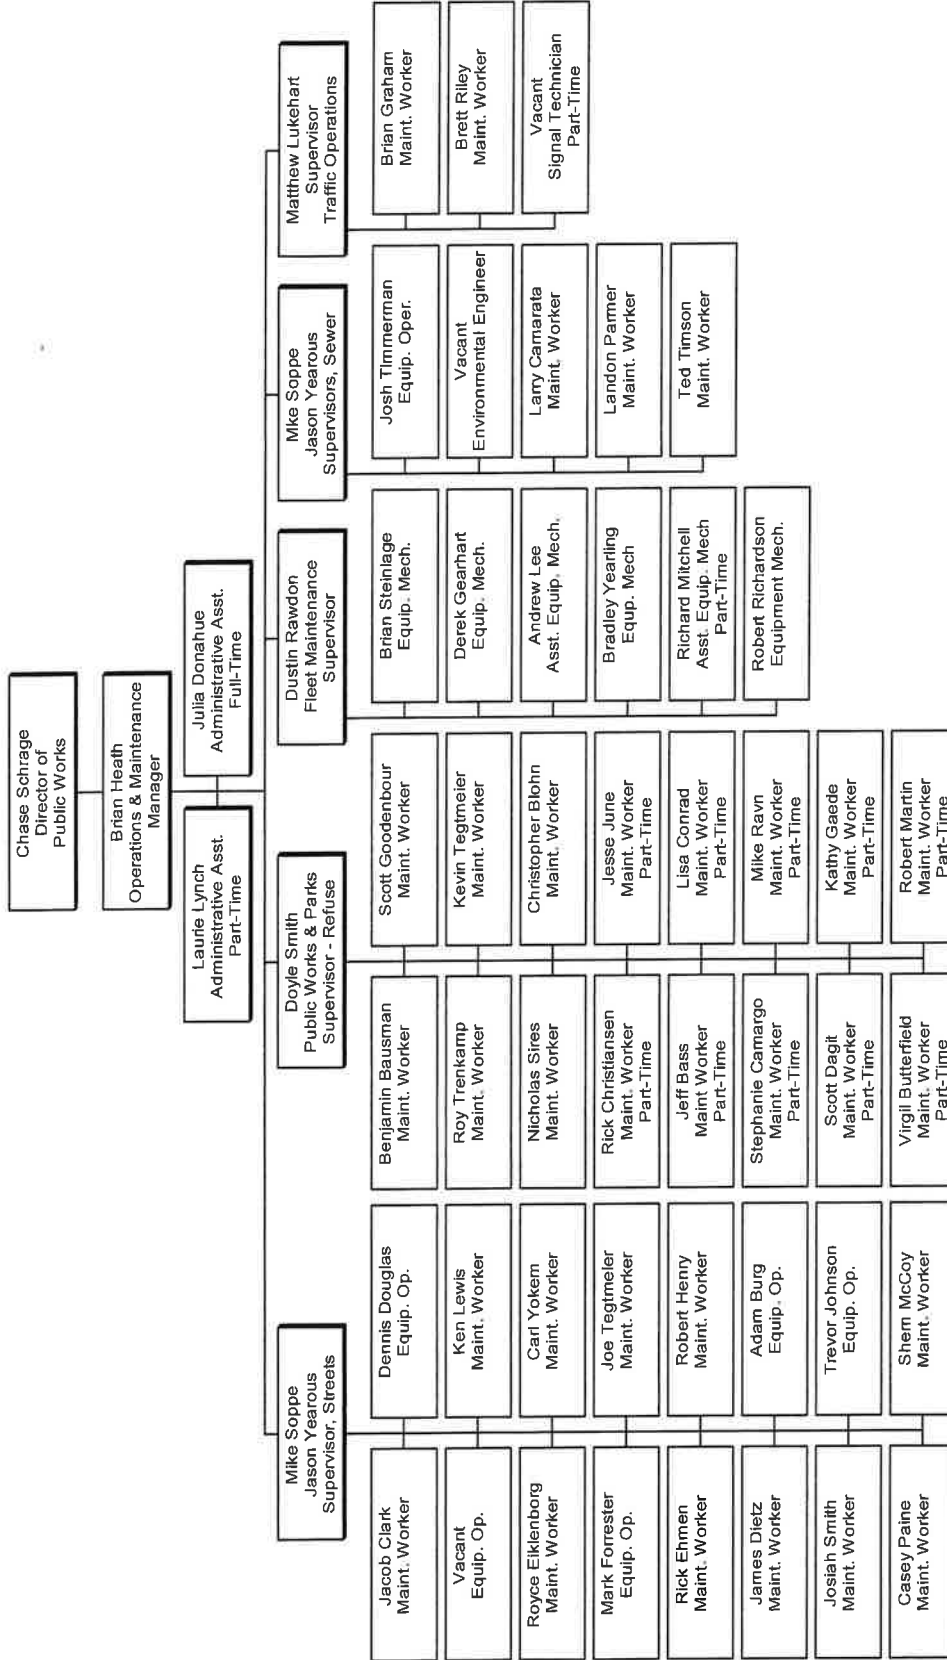 Chase Schrage
Director of
Public Works
Brian Heath
Operations & Maintenance
Manager
Laurie Lynch
Administrative Asst.
Part-Time
Julia Donahue
Administrative Asst.
Full-Time
Mike Soppe
Jason Yearous
Supervisor, Streets
Jacob Clark
Maint. Worker
Dennis Douglas
Equip. Op.
Vacant
Equip. Op.
Ken Lewis
Maint. Worker
Royce Eiklenborg
Maint. Worker
Carl Yokem
Maint. Worker
Mark Forrester
Equip. Op.
Joe Tegtmeler
Maint. Worker
Rick Ehmen
Maint. Worker
Robert Henry
Maint. Worker
James Dietz
Maint. Worker
Adam Burg
Equip. Op.
Josiah Smith
Maint. Worker
Trevor Johnson
Equip. Op.
Casey Paine
Maint. Worker
Shem McCoy
Maint. Worker
Doyle Smith
Public Works & Parks
Supervisor - Refuse
Benjamin Bausman
Maint. Worker
Scott Goodenbour
Maint. Worker
Roy Trenkamp
Maint. Worker
Kevin Tegtmeier
Maint. Worker
Nicholas Sires
Maint. Worker
Christopher Blohn
Maint. Worker
Rick Christiansen
Maint. Worker
Part-Time
Jesse June
Maint. Worker
Part-Time
Jeff Bass
Maint Worker
Part-Time
Lisa Conrad
Maint. Worker
Part-Time
Stephanie Camargo
Maint. Worker
Part-Time
Mike Ravn
Maint. Worker
Part-Time
Scott Dagit
Maint. Worker
Part-Time
Kathy Gaede
Maint. Worker
Part-Time
Virgil Butterfield
Maint. Worker
Part-Time
Robert Martin
Maint. Worker
Part-Time
Dustin Rawdon
Fleet Maintenance
Supervisor
Brian Steinlage
Equip. Mech.
Derek Gearhart
Equip. Mech.
Andrew Lee
Asst. Equip. Mech.
Bradley Yearling
Equp. Mech
Richard Mitchell
Asst. Equip. Mech
Part-Time
Robert Richardson
Equipment Mech.
Mke Soppe
Jason Yearous
Supervisors, Sewer
Josh TImmerman
Equip. Oper.
Vacant
Environmental Engineer
Larry Camarata
Maint. Worker
Landon Parmer
Maint. Worker
Ted Timson
Maint. Worker
Matthew Lukehart
Supervisor
Traffic Operations
Brian Graham
Maint. Worker
Brett Riley
Maint. Worker
Vacant
Signal Technician
Part-Time